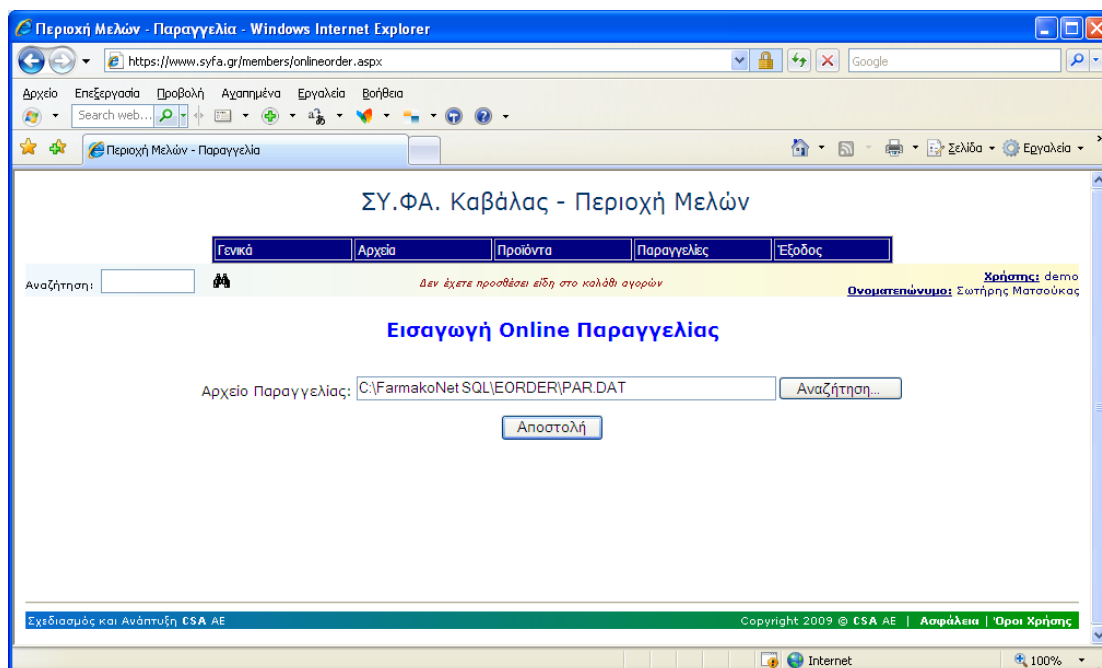 Περιοχή Μελών - Παραγγελία - Windows Internet Explorer
https://www.syfa.gr/members/onlineorder.aspx
Google
Αρχείο Επεξεργασία Προβολή Αγαπημένα Εργαλεία Βοήθεια
Search web...
Περιοχή Μελών - Παραγγελία
Σελίδα
Εργαλεία
ΣΥ.ΦΑ. Καβάλας - Περιοχή Μελών
Γενικά Αρχεία Προϊόντα Παραγγελίες Έξοδος
Αναζήτηση:
Δεν έχετε προσθέσει είδη στο καλάθι αγορών
Χρήστης: demo
Ονοματεπώνυμο: Σωτήρης Ματσούκας
Εισαγωγή Online Παραγγελίας
Αρχείο Παραγγελίας: C:\FarmakoNet SQL\EORDER\PAR.DAT Αναζήτηση...
Αποστολή
Σχεδιασμός και Ανάπτυξη CSA AE
Copyright 2009 © CSA AE | Ασφάλεια | Όροι Χρήσης
Internet
100%